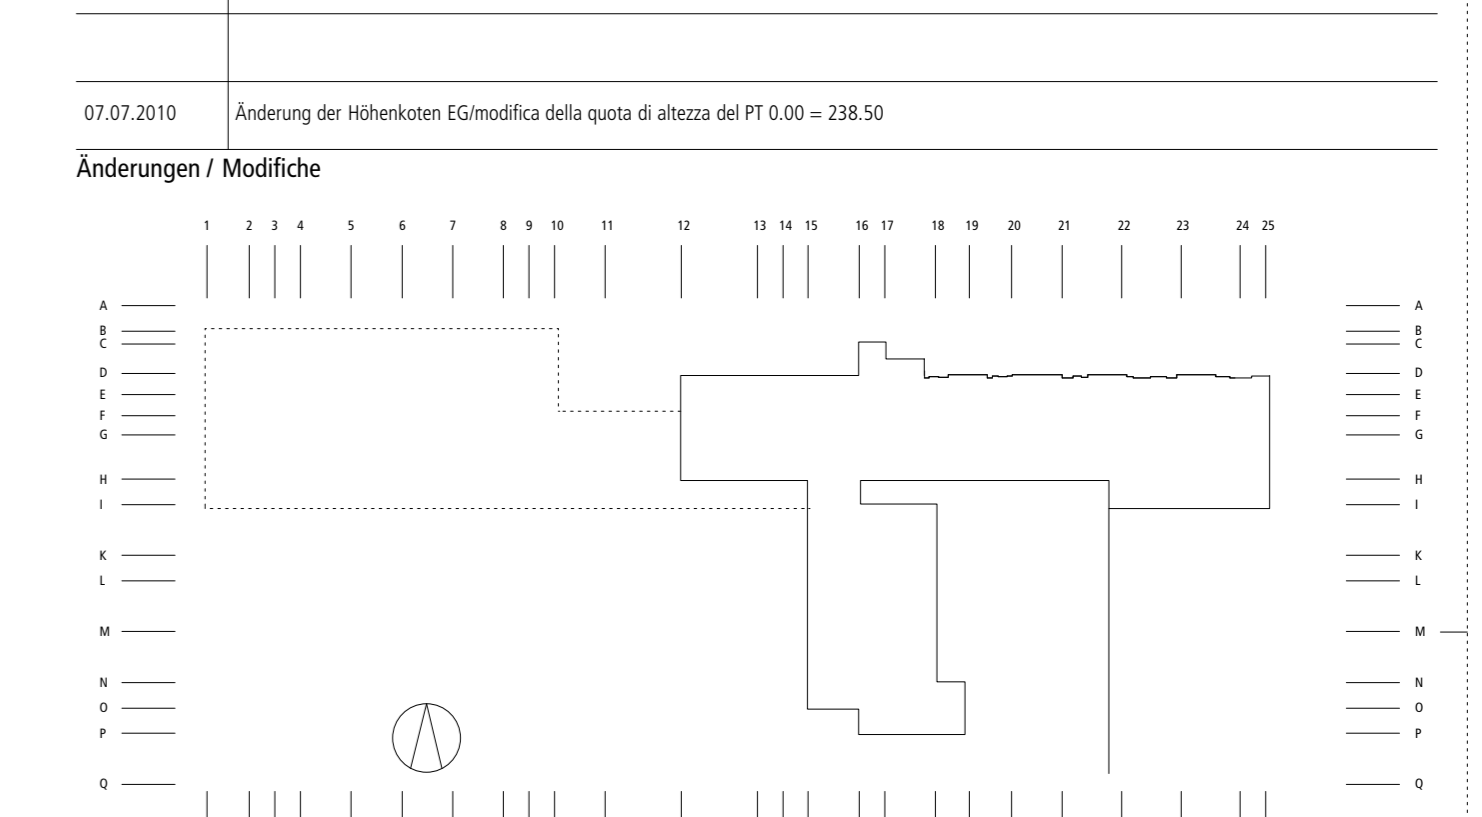 07.07.2010 Änderung der Höhenkoten EG/modifica della quota di altezza del PT 0.00 = 238.50
Änderungen / Modifiche
1 2 3 4 5 6 7 8 9 10 11 12 13 14 15 16 17 18 19 20 21 22 23 24 25
A A
B B
C C
D D
E E
F F
G G
H H
I I
K K
L L
M M
N N
O O
P P
Q Q